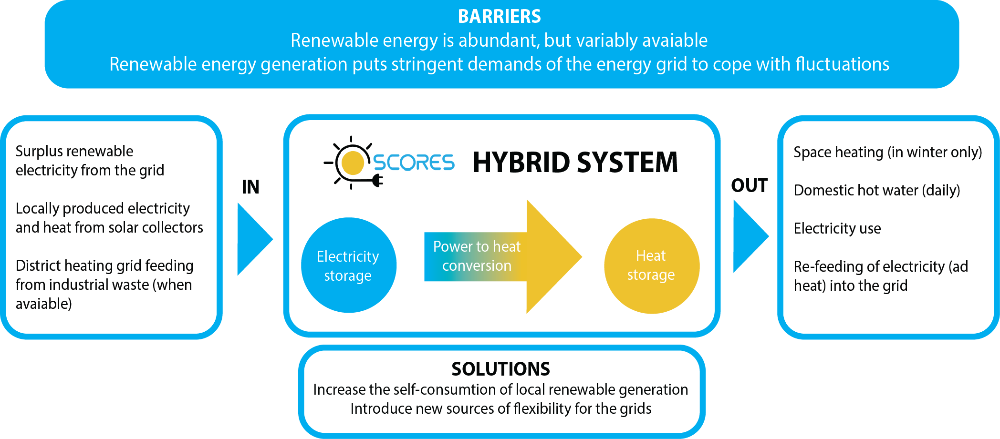 BARRIERS
Renewable energy is abundant, but variably avaiable
Renewable energy generation puts stringent demands of the energy grid to cope with fluctuations
Surplus renewable
electricity from the grid
Locally produced electricity
and heat from solar collectors
District heating grid feeding
from industrial waste (when
avaiable)
IN
SCORES HYBRID SYSTEM
Electricity
storage
Power to heat
conversion
Heat
storage
OUT
Space heating (in winter only)
Domestic hot water (daily)
Electricity use
Re-feeding of electricity (ad
heat) into the grid
SOLUTIONS
Increase the self-consumtion of local renewable generation
Introduce new sources of flexibility for the grids